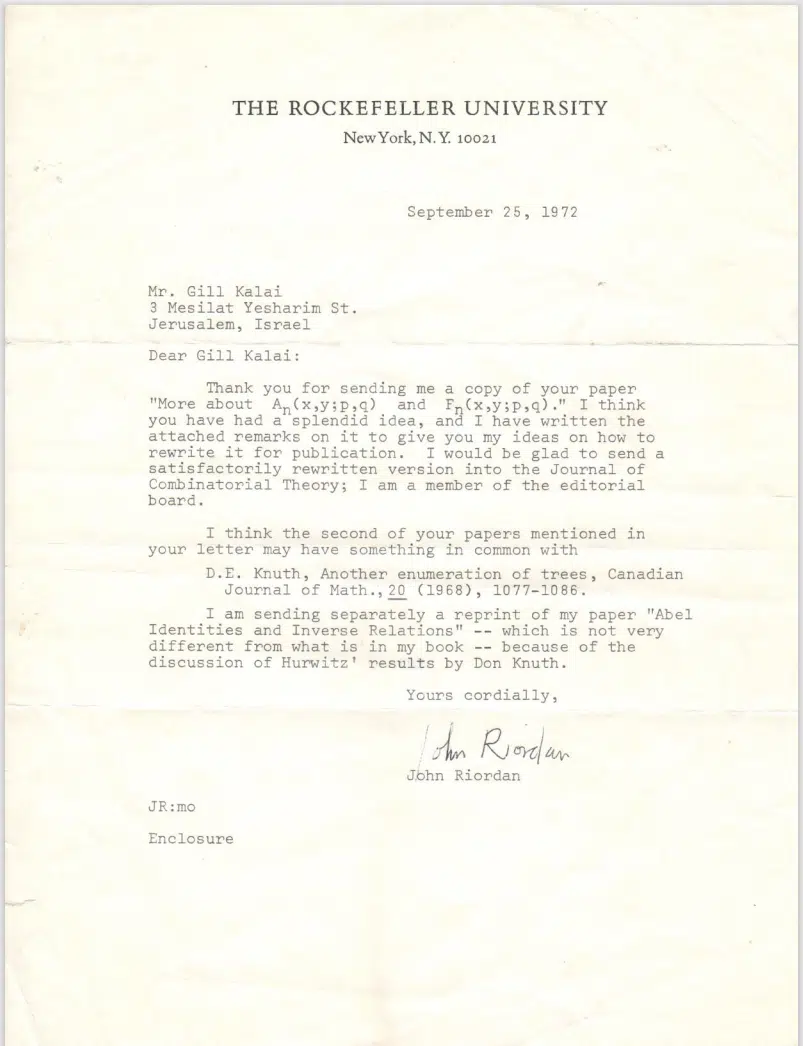 THE ROCKEFELLER UNIVERSITY
New York, N.Y. 10021
September 25, 1972
Mr. Gill Kalai
3 Mesilat Yesharim St.
Jerusalem, Israel
Dear Gill Kalai:
Thank you for sending me a copy of your paper
"More about An(x,y;p,q) and Fn(x,y;p,q)." I think
you have had a splendid idea, and I have written the
attached remarks on it to give you my ideas on how to
rewrite it for publication. I would be glad to send a
satisfactorily rewritten version into the Journal of
Combinatorial Theory; I am a member of the editorial
board.
I think the second of your papers mentioned in
your letter may have something in common with
D.E. Knuth, Another enumeration of trees, Canadian
Journal of Math., 20 (1968), 1077-1086.
I am sending separately a reprint of my paper "Abel
Identities and Inverse Relations" -- which is not very
different from what is in my book -- because of the
discussion of Hurwitz' results by Don Knuth.
Yours cordially,
John Riordan
John Riordan
JR:mo
Enclosure